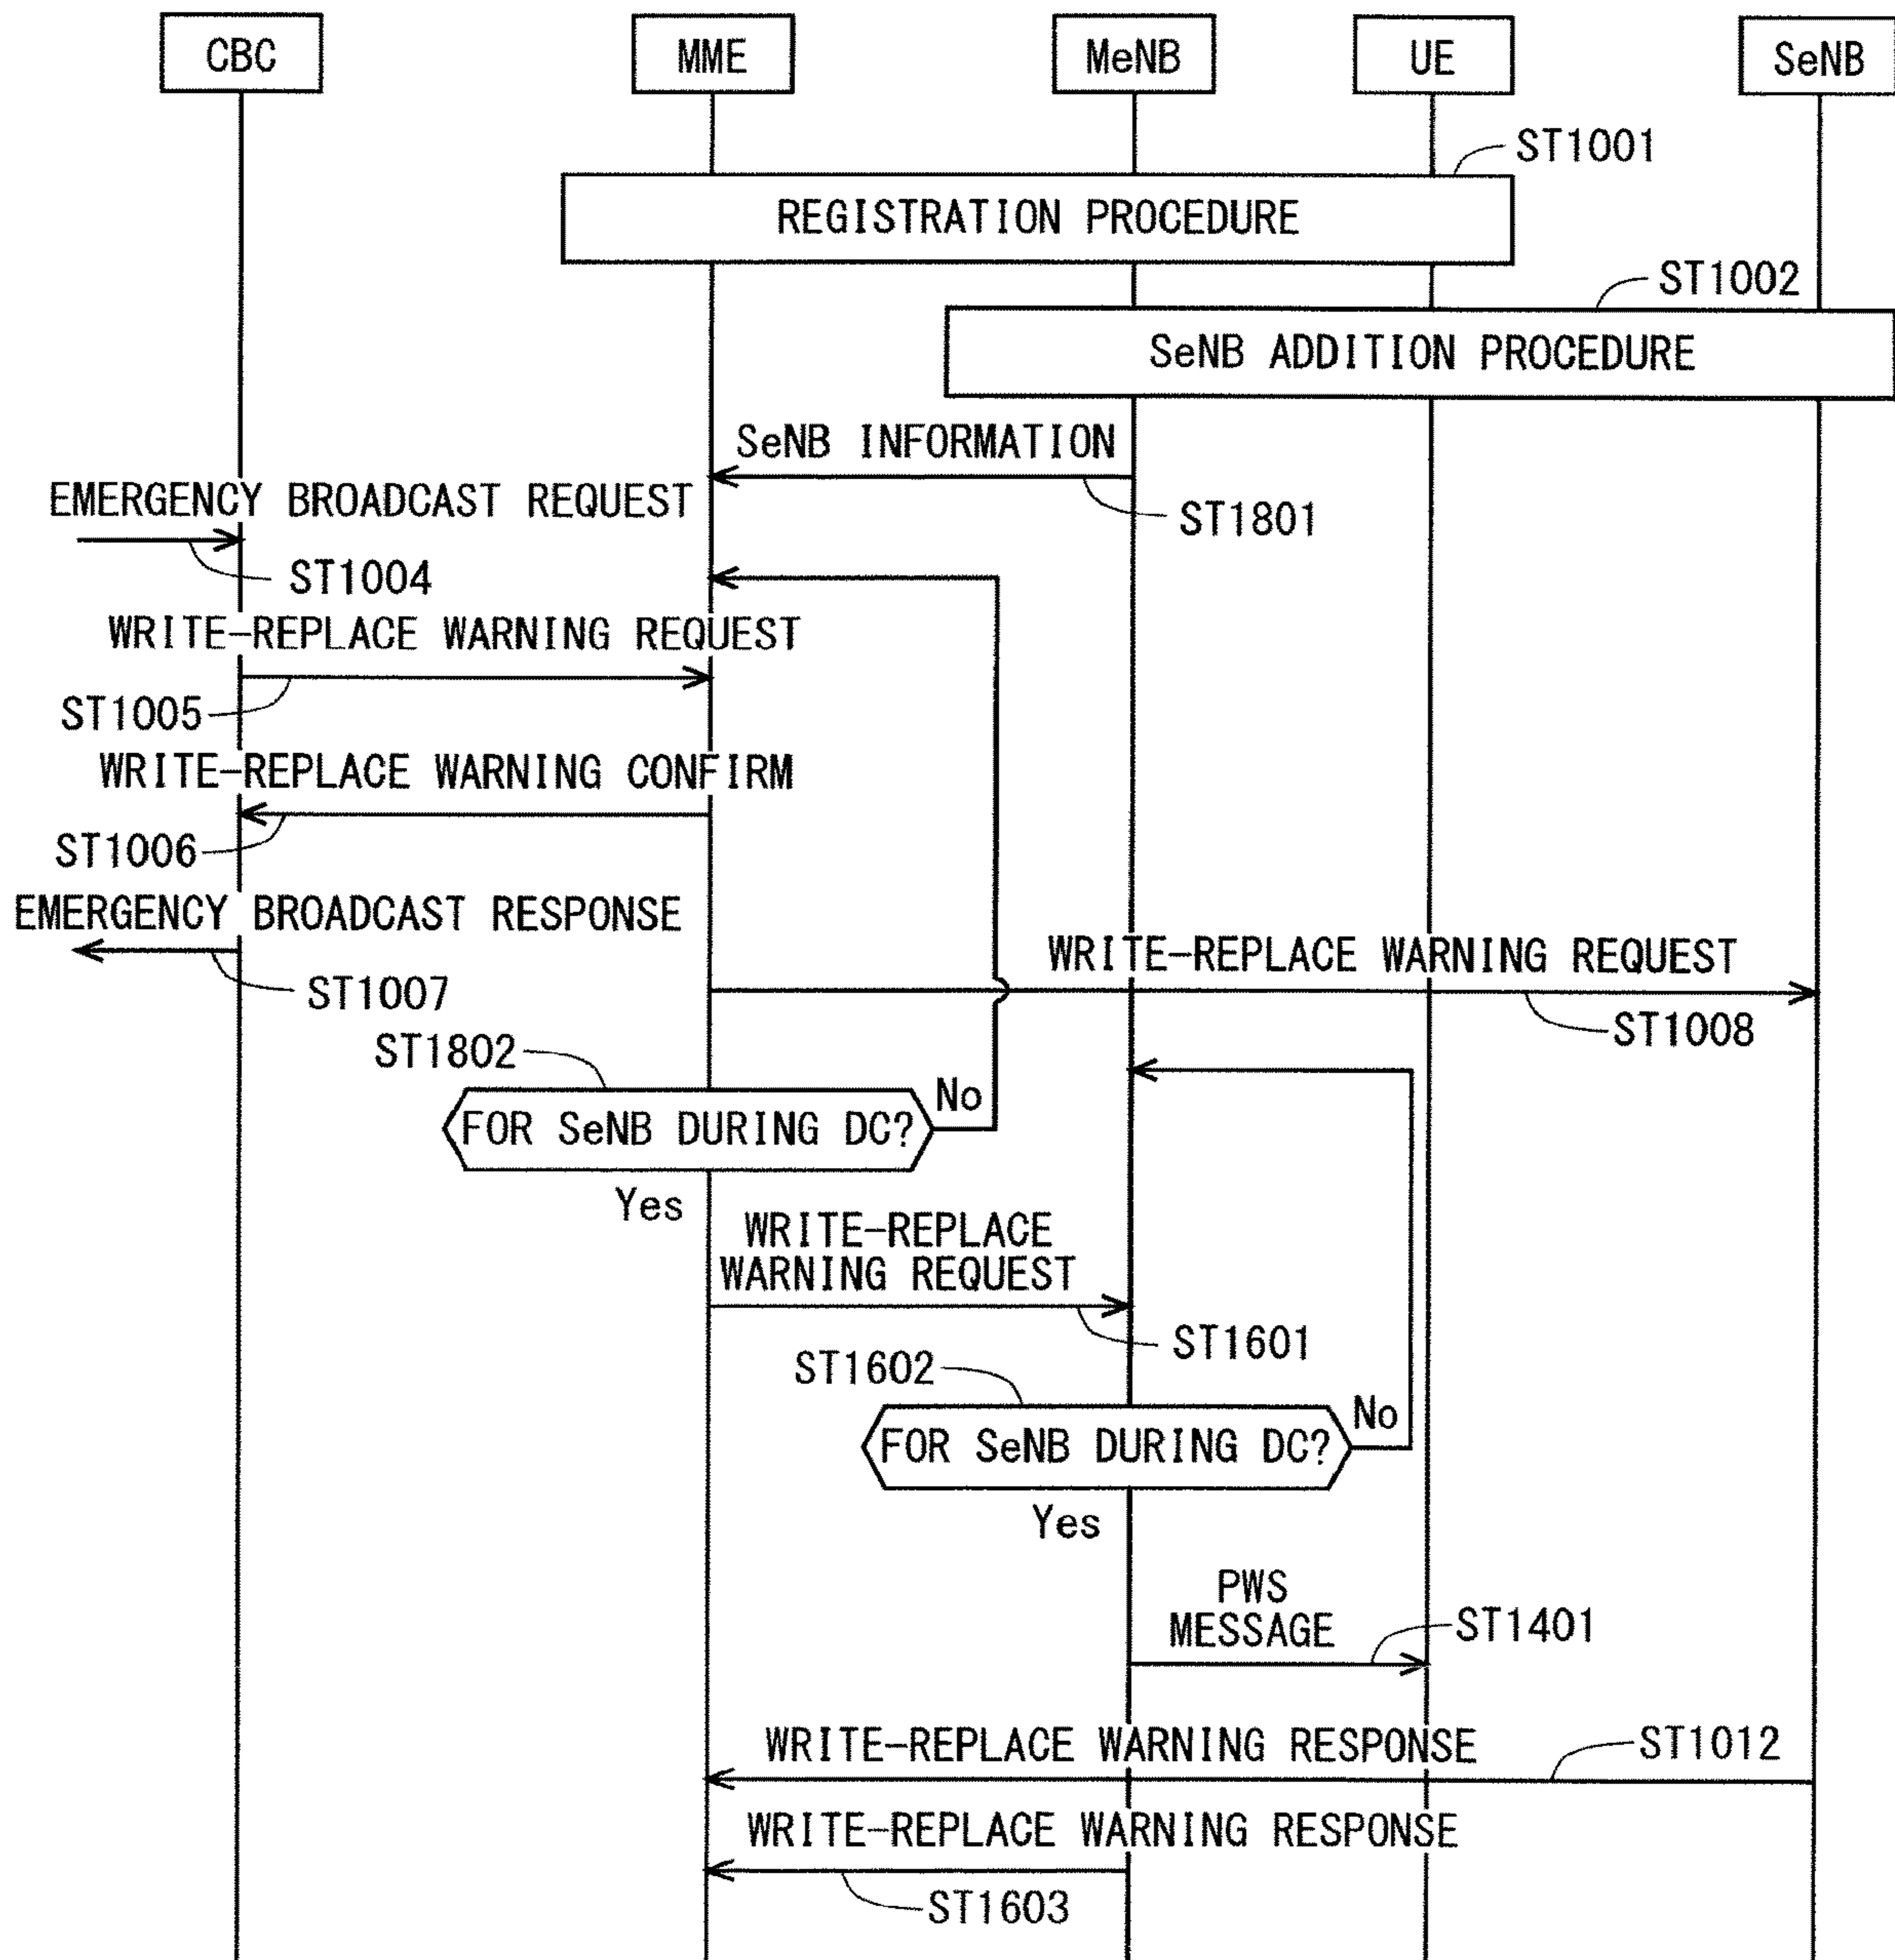 CBC
MME
MeNB
UE
SeNB
ST1001
REGISTRATION PROCEDURE
ST1002
SeNB ADDITION PROCEDURE
SeNB INFORMATION
EMERGENCY BROADCAST REQUEST
ST1801
ST1004
WRITE-REPLACE WARNING REQUEST
ST1005
WRITE-REPLACE WARNING CONFIRM
ST1006
EMERGENCY BROADCAST RESPONSE
WRITE-REPLACE WARNING REQUEST
ST1007
ST1008
ST1802
No
FOR SeNB DURING DC?
Yes
WRITE-REPLACE
WARNING REQUEST
ST1601
ST1602
No
FOR SeNB DURING DC?
Yes
PWS
MESSAGE
ST1401
WRITE-REPLACE WARNING RESPONSE
ST1012
WRITE-REPLACE WARNING RESPONSE
ST1603